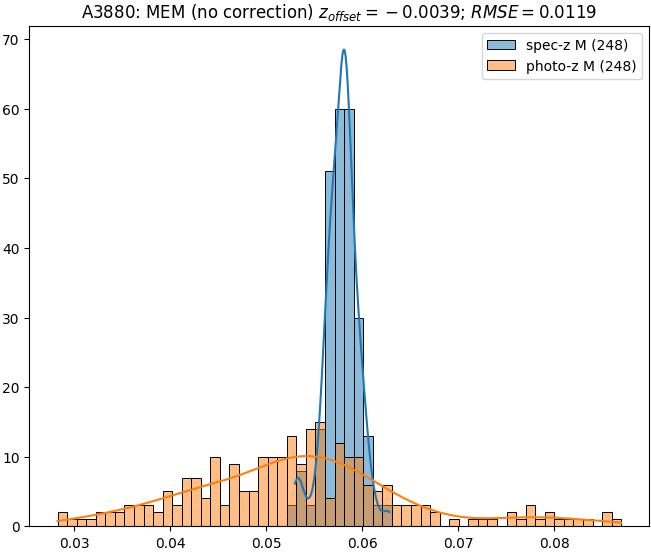 A3880: MEM (no correction) z_offset = −0.0039; RMSE = 0.0119
spec-z M (248)
photo-z M (248)
70
60
50
40
30
20
10
0
0.03 0.04 0.05 0.06 0.07 0.08